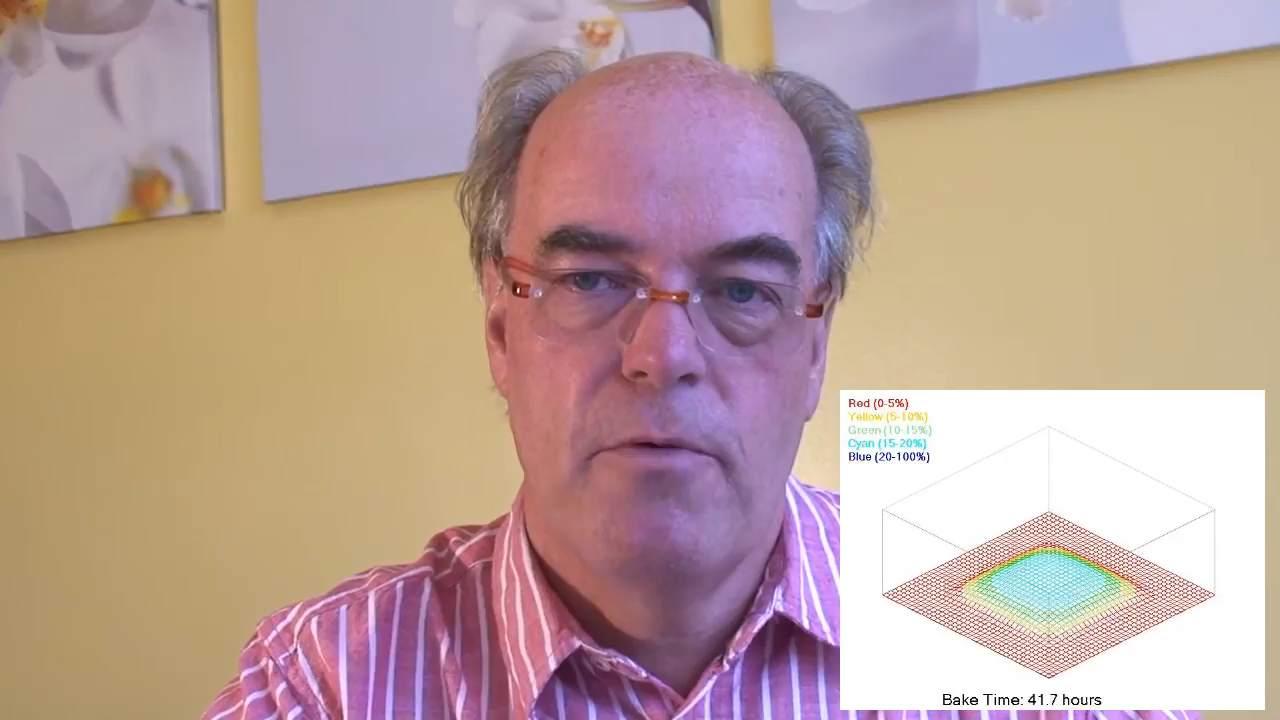 Red (0-5%)
Yellow (5-10%)
Green (10-15%)
Cyan (15-20%)
Blue (20-100%)
Bake Time: 41.7 hours